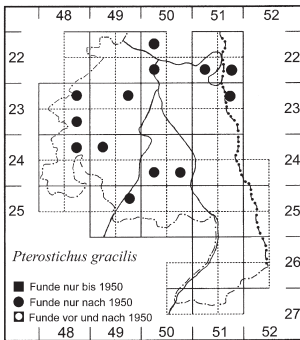 48 49 50 51 52
22 22
23 23
24 24
25 25
26
27
Pterostichus gracilis
Funde nur bis 1950
Funde nur nach 1950
Funde vor und nach 1950
48 49 50 51 52